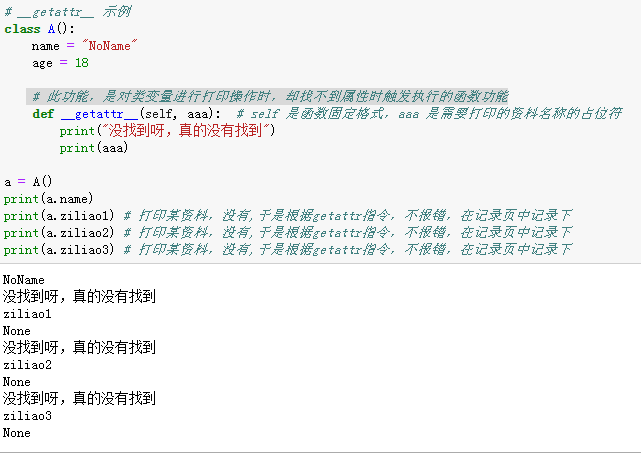 # __getattr__ 示例
class A():
    name = "NoName"
    age = 18

    # 此功能，是对类变量进行打印操作时，却找不到属性时触发执行的函数功能
    def __getattr__(self, aaa):  # self 是函数固定格式，aaa 是需要打印的资料名称的占位符
        print("没找到呀，真的没有找到")
        print(aaa)

a = A()
print(a.name)
print(a.ziliao1) # 打印某资料，没有,于是根据getattr指令，不报错，在记录页中记录下
print(a.ziliao2) # 打印某资料，没有,于是根据getattr指令，不报错，在记录页中记录下
print(a.ziliao3) # 打印某资料，没有,于是根据getattr指令，不报错，在记录页中记录下
NoName
没找到呀，真的没有找到
ziliao1
None
没找到呀，真的没有找到
ziliao2
None
没找到呀，真的没有找到
ziliao3
None